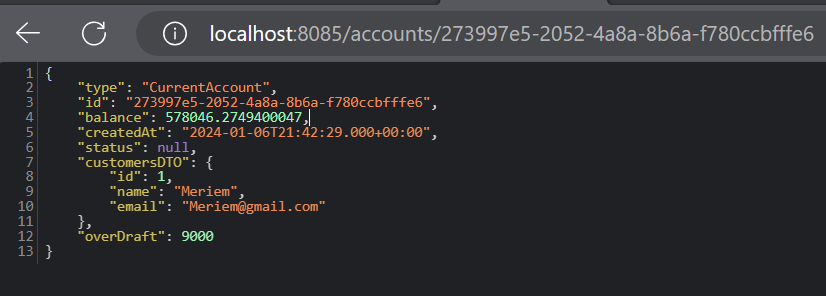 localhost:8085/accounts/273997e5-2052-4a8a-8b6a-f780ccbfffe6
1 {
2 "type": "CurrentAccount",
3 "id": "273997e5-2052-4a8a-8b6a-f780ccbfffe6",
4 "balance": 578046.2749400047,
5 "createdAt": "2024-01-06T21:42:29.000+00:00",
6 "status": null,
7 "customersDTO": {
8 "id": 1,
9 "name": "Meriem",
10 "email": "Meriem@gmail.com"
11 },
12 "overDraft": 9000
13 }